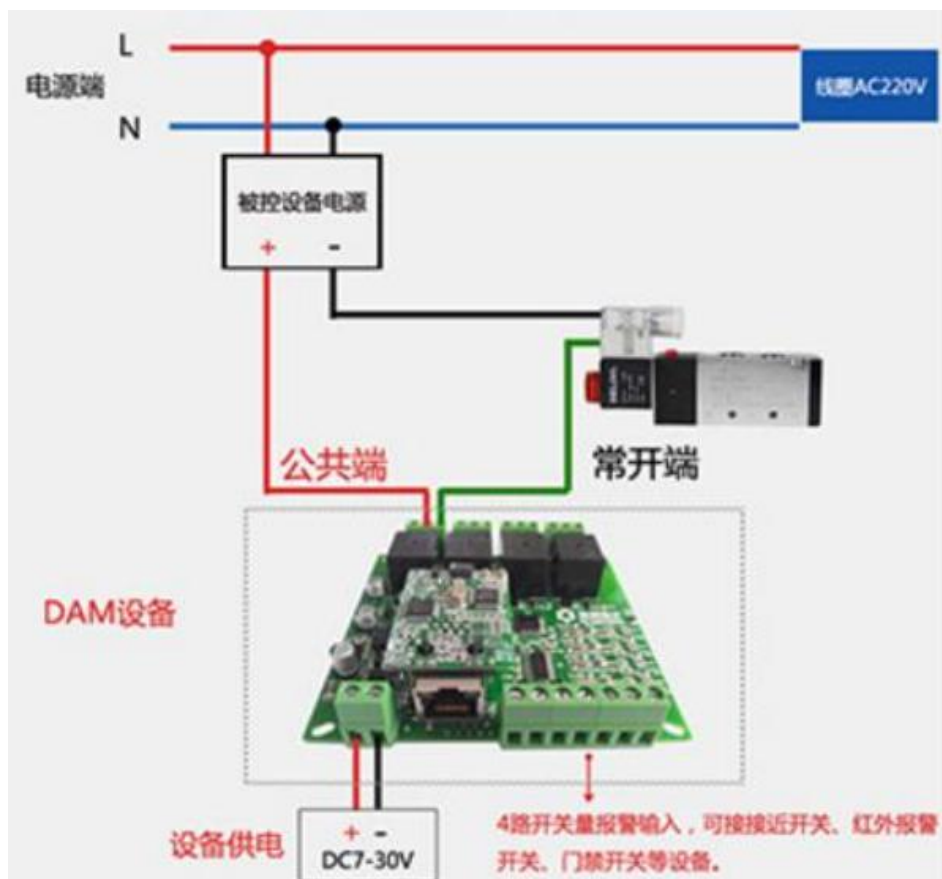 L
电源端
N
线圈AC220V
被控设备电源
+ -
公共端
常开端
DAM设备
设备供电
+ -
DC7-30V
4路开关量报警输入，可接接近开关、红外报警
开关、门禁开关等设备。